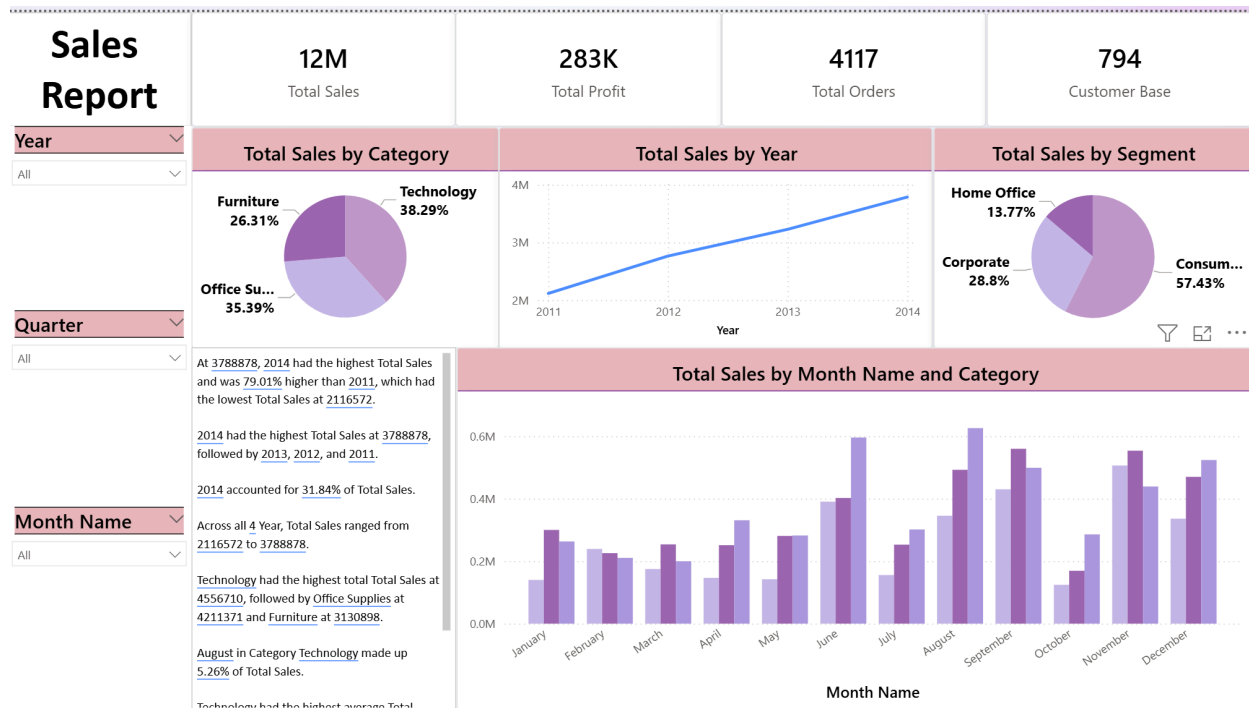 Sales
Report
12M
Total Sales
283K
Total Profit
4117
Total Orders
794
Customer Base
Year
All
Quarter
All
Month Name
All
Total Sales by Category
Furniture
26.31%
Technology
38.29%
Office Su...
35.39%
Total Sales by Year
4M
3M
2M
2011
2012
2013
2014
Year
Total Sales by Segment
Home Office
13.77%
Corporate
28.8%
Consum...
57.43%
At 3788878, 2014 had the highest Total Sales
and was 79.01% higher than 2011, which had
the lowest Total Sales at 2116572.
2014 had the highest Total Sales at 3788878,
followed by 2013, 2012, and 2011.
2014 accounted for 31.84% of Total Sales.
Across all 4 Year, Total Sales ranged from
2116572 to 3788878.
Technology had the highest total Total Sales at
4556710, followed by Office Supplies at
4211371 and Furniture at 3130898.
August in Category Technology made up
5.26% of Total Sales.
Technology had the highest average Total
Total Sales by Month Name and Category
0.6M
0.4M
0.2M
0.0M
January
February
March
April
May
June
July
August
September
October
November
December
Month Name